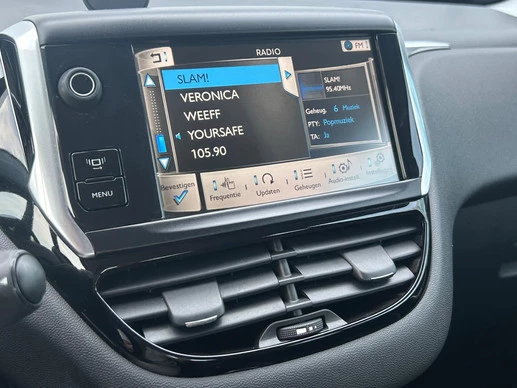 RADIO
FM 1
SLAM!
VERONICA
WEEFF
YOURSAFE
105.90
SLAM!
95.40MHz
Geheug. 6 Muziek
PTY: Popmuziek
TA: Ja
Bevestigen
Frequentie
Updaten
Geheugen
MENU